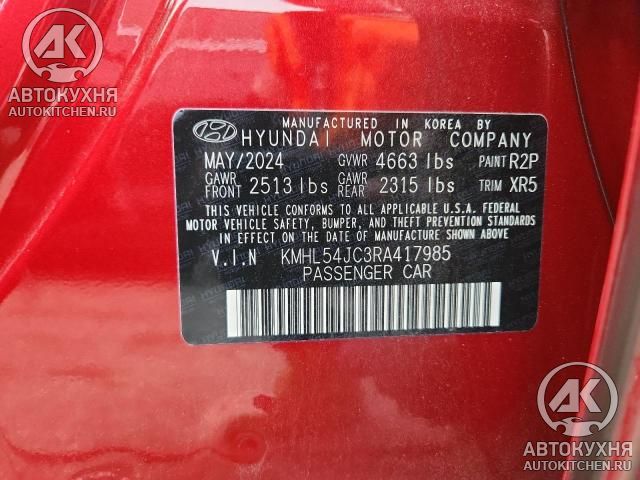 АК
АВТОКУХНЯ
AUTOKITCHEN.RU
MANUFACTURED IN KOREA BY
HYUNDAI MOTOR COMPANY
MAY/2024 GVWR 4663 lbs PAINT R2P
GAWR FRONT 2513 lbs GAWR REAR 2315 lbs TRIM XR5
THIS VEHICLE CONFORMS TO ALL APPLICABLE U.S.A. FEDERAL
MOTOR VEHICLE SAFETY, BUMPER, AND THEFT PREVENTION STANDARDS
IN EFFECT ON THE DATE OF MANUFACTURE SHOWN ABOVE
V.I.N KMHL54JC3RA417985
PASSENGER CAR
АК
АВТОКУХНЯ
AUTOKITCHEN.RU